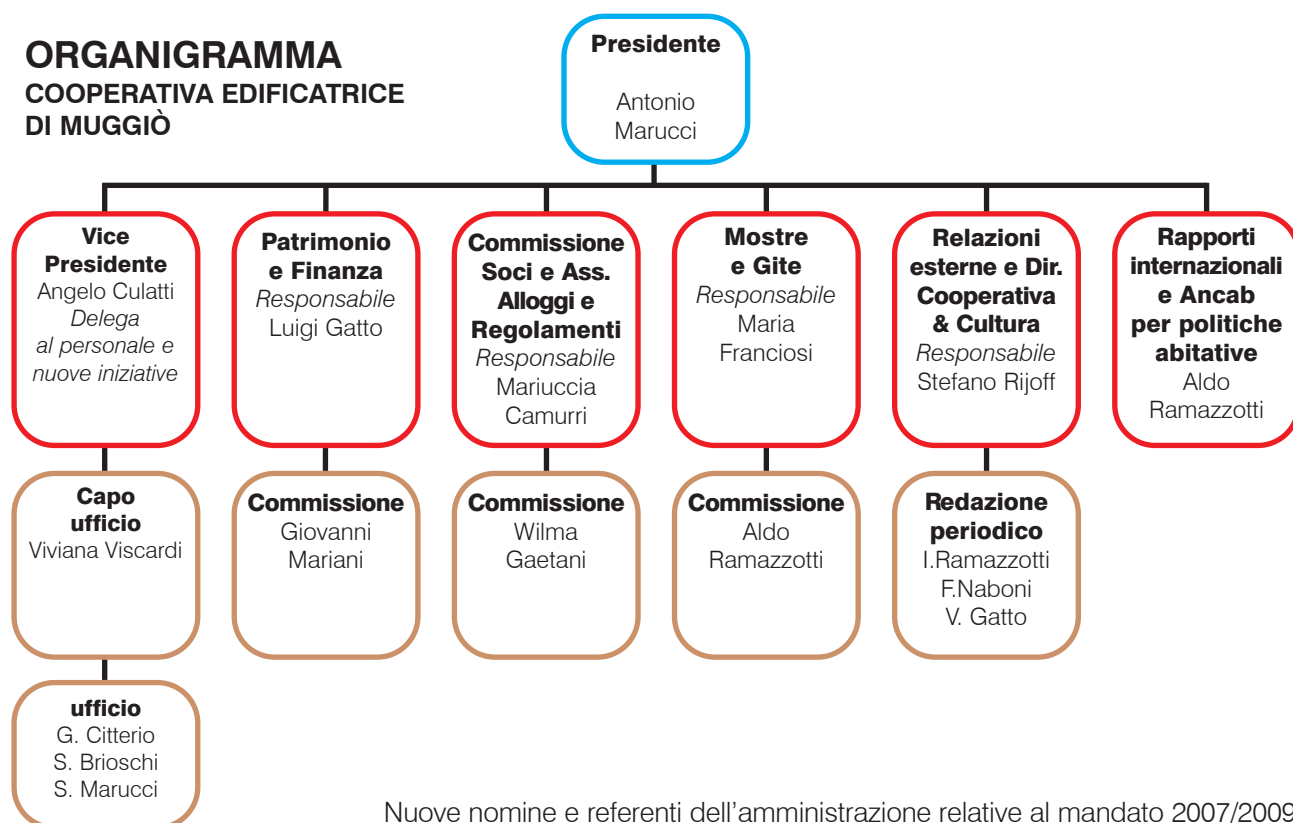 ORGANIGRAMMA
COOPERATIVA EDIFICATRICE
DI MUGGIÒ
Presidente
Antonio
Marucci
Vice
Presidente
Angelo Culatti
Delega
al personale e
nuove iniziative
Patrimonio
e Finanza
Responsabile
Luigi Gatto
Commissione
Soci e Ass.
Alloggi e
Regolamenti
Responsabile
Mariuccia
Camurri
Mostre
e Gite
Responsabile
Maria
Franciosi
Relazioni
esterne e Dir.
Cooperativa
& Cultura
Responsabile
Stefano Rijoff
Rapporti
internazionali
e Ancab
per politiche
abitative
Aldo
Ramazzotti
Capo
ufficio
Viviana Viscardi
Commissione
Giovanni
Mariani
Commissione
Wilma
Gaetani
Commissione
Aldo
Ramazzotti
Redazione
periodico
I.Ramazzotti
F.Naboni
V. Gatto
ufficio
G. Citterio
S. Brioschi
S. Marucci
Nuove nomine e referenti dell'amministrazione relative al mandato 2007/2009